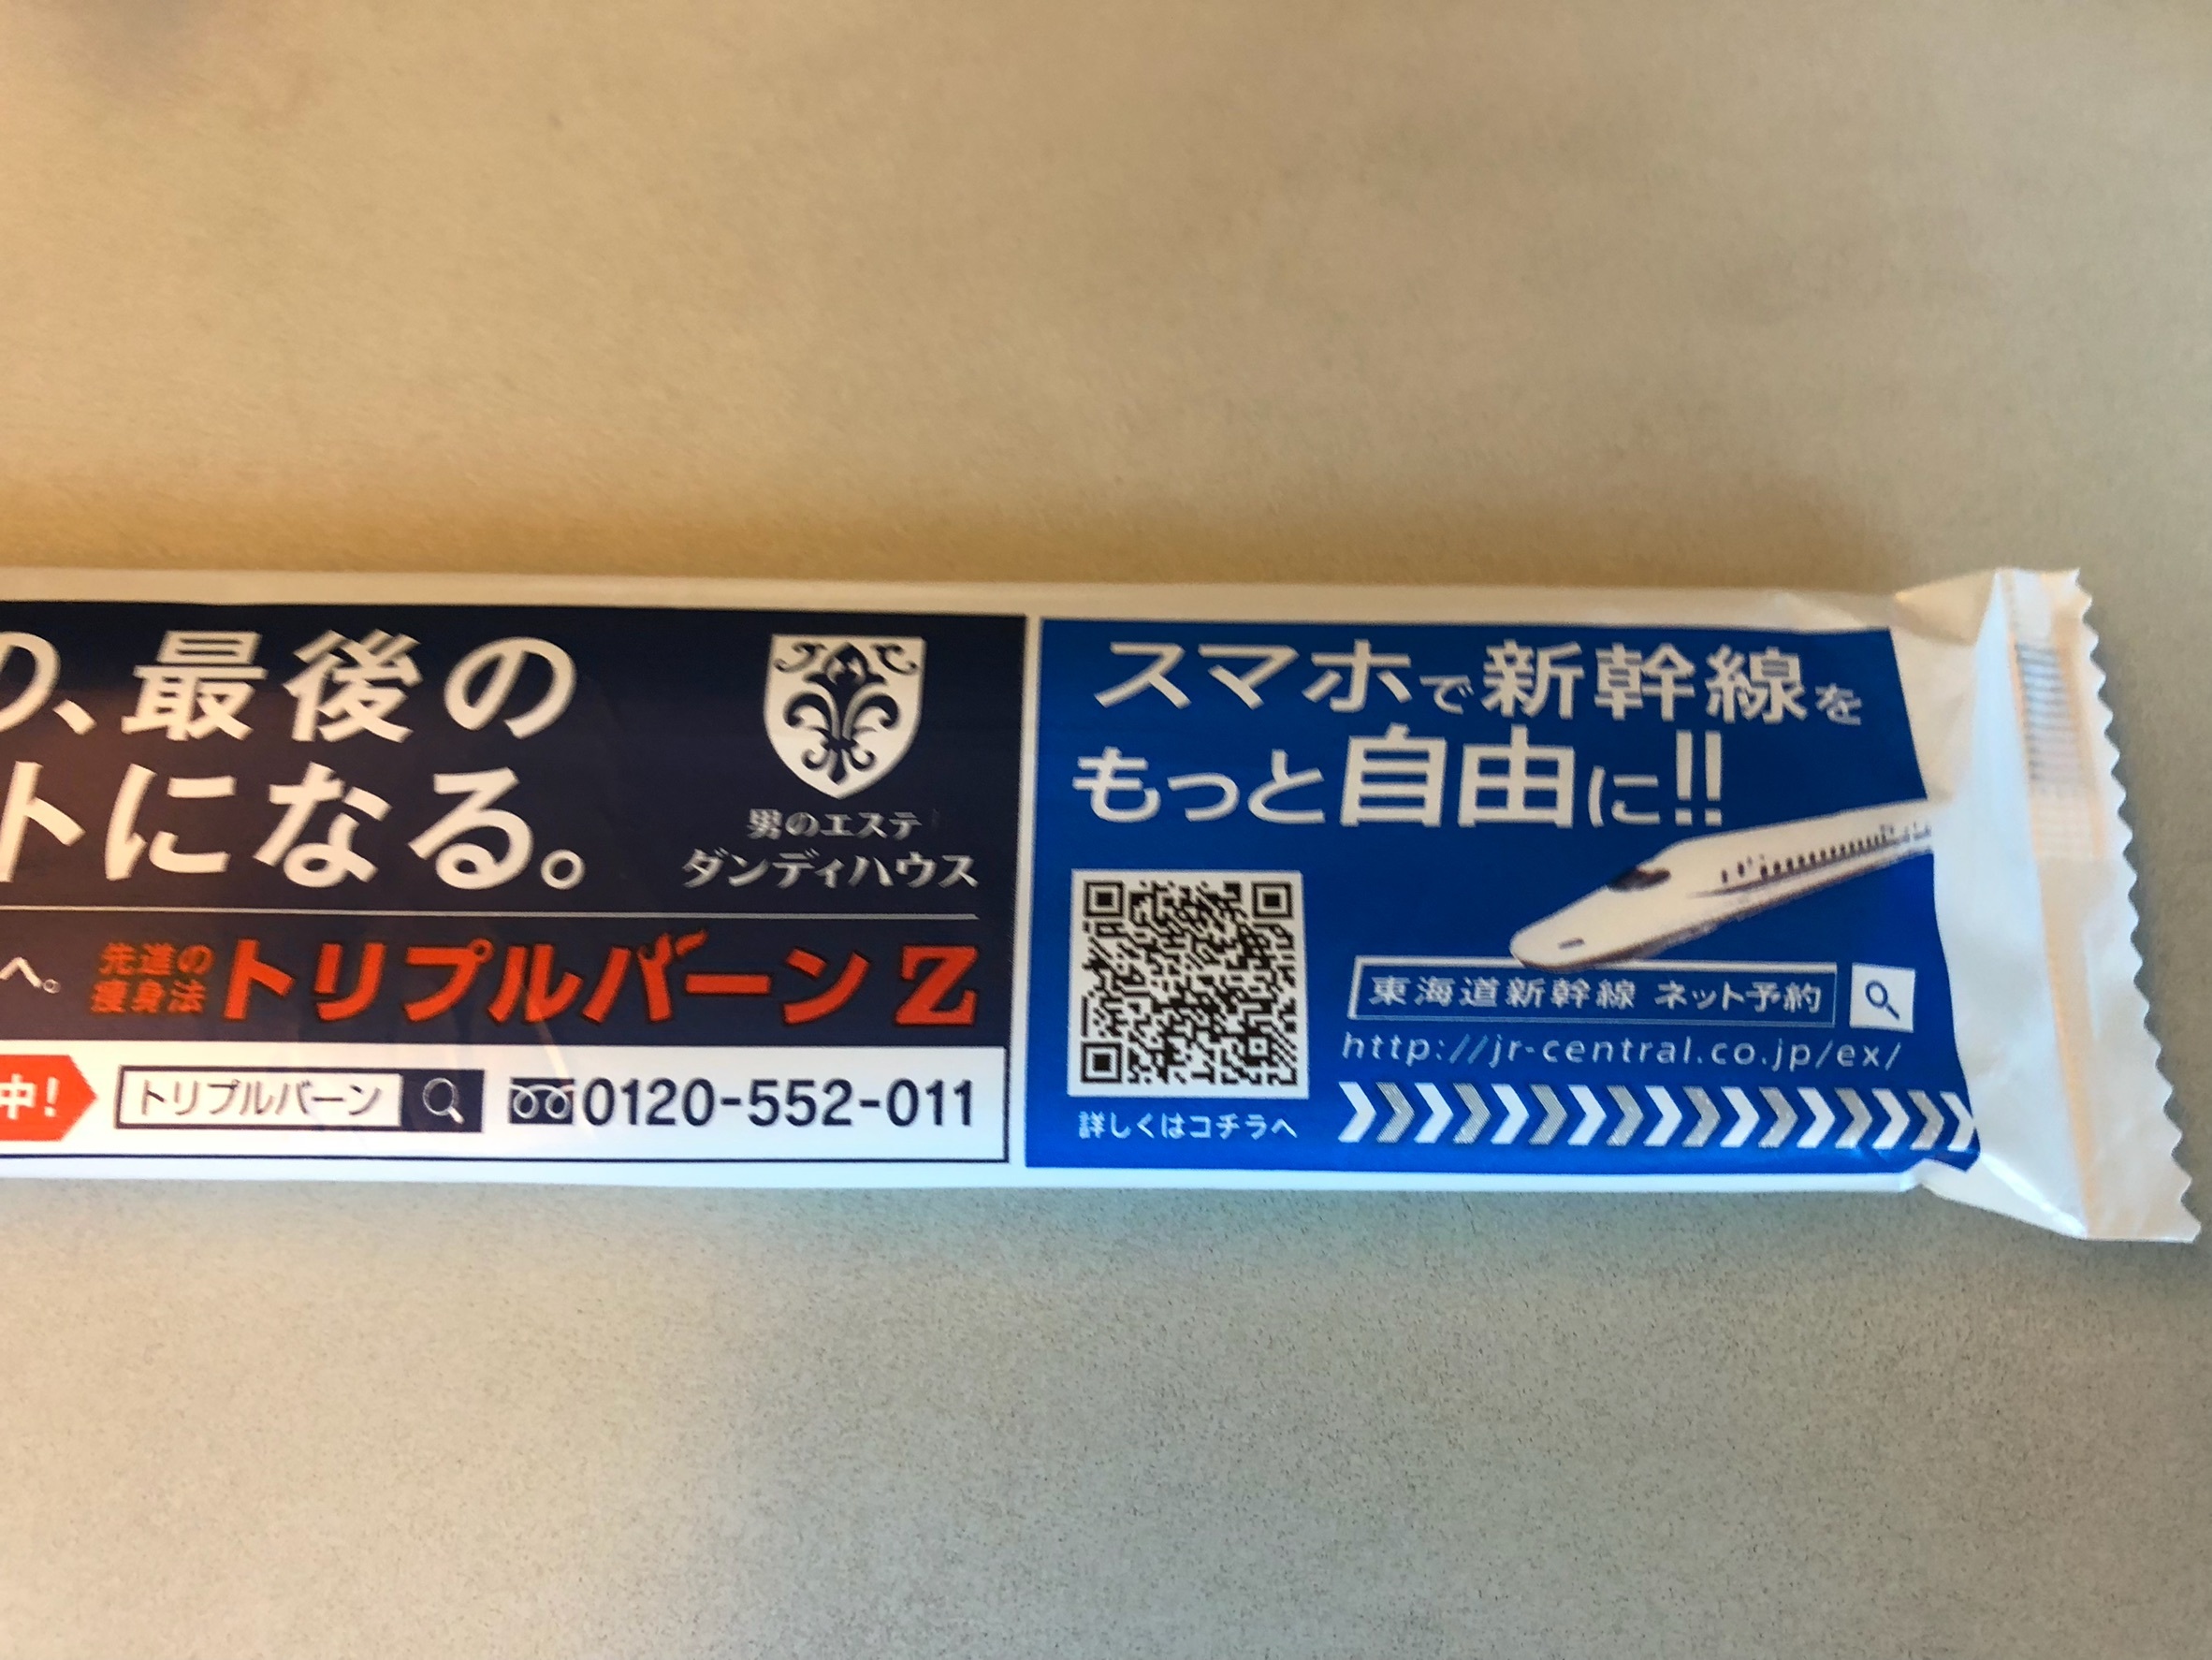 の、最後の
トになる。
男のエステ
ダンディハウス
へ。
先進の
痩身法
トリプルバーンZ
中!
トリプルバーン
0120-552-011
スマホで新幹線を
もっと自由に!!
東海道新幹線 ネット予約
http://jr-central.co.jp/ex/
詳しくはコチラへ